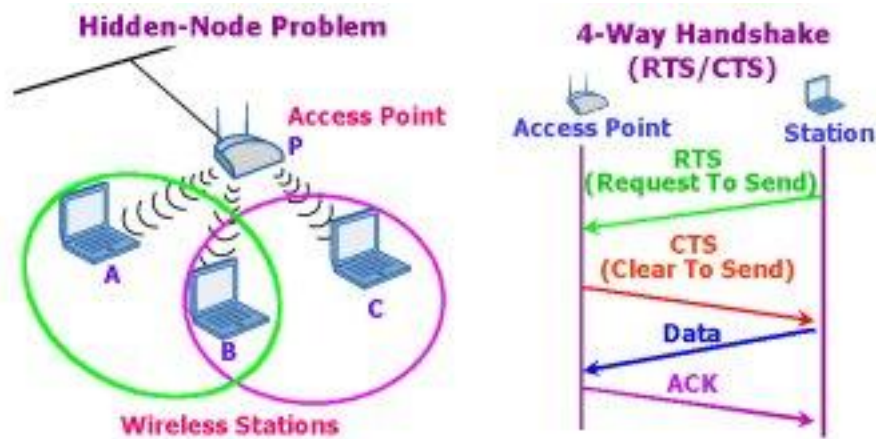 Hidden-Node Problem
Access Point
P
A
B
C
Wireless Stations
4-Way Handshake
(RTS/CTS)
Access Point
Station
RTS
(Request To Send)
CTS
(Clear To Send)
Data
ACK